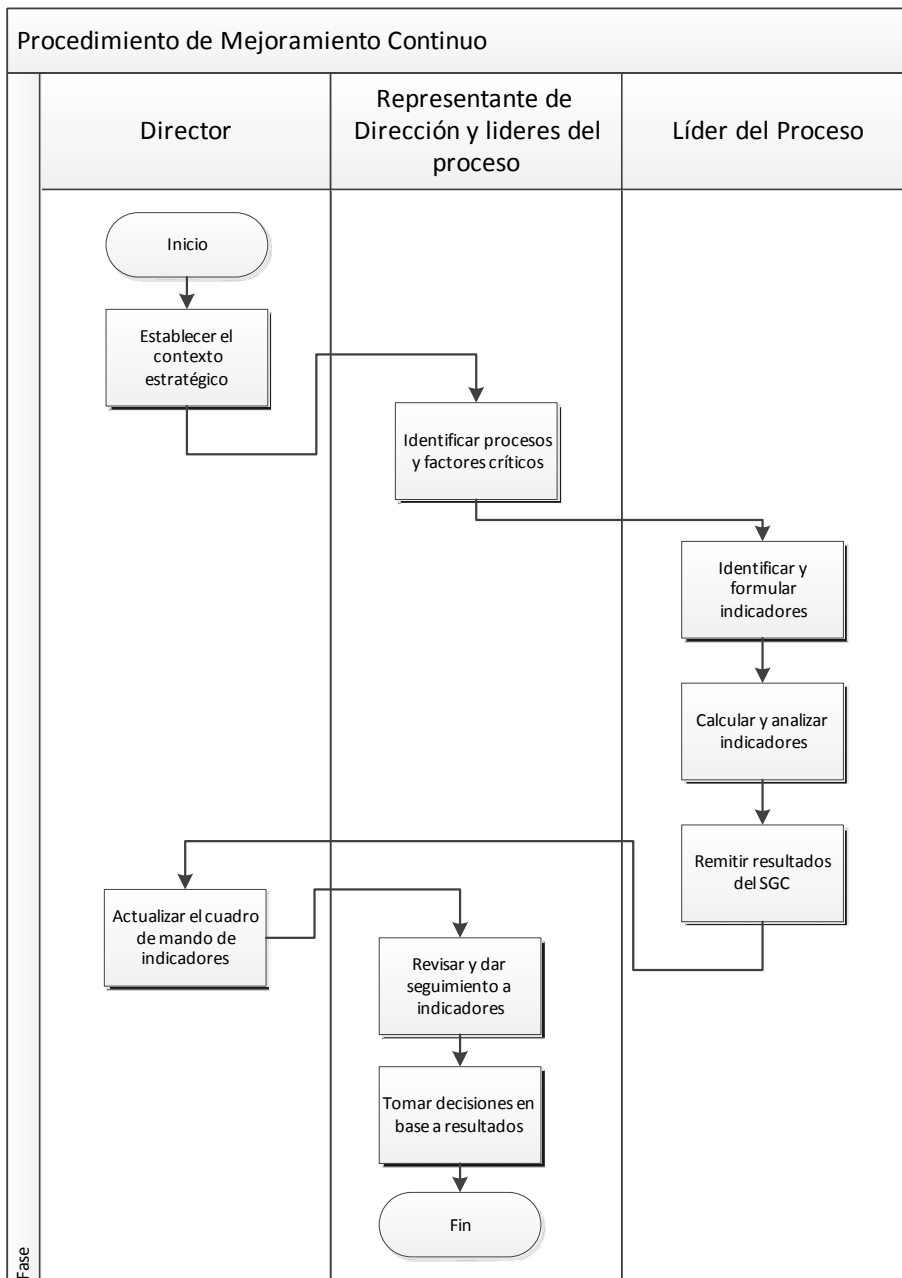 Procedimiento de Mejoramiento Continuo
Director
Representante de
Dirección y lideres del
proceso
Líder del Proceso
Inicio
Establecer el
contexto
estratégico
Identificar procesos
y factores críticos
Identificar y
formular
indicadores
Calcular y analizar
indicadores
Remitir resultados
del SGC
Actualizar el cuadro
de mando de
indicadores
Revisar y dar
seguimiento a
indicadores
Tomar decisiones en
base a resultados
Fin
Fase